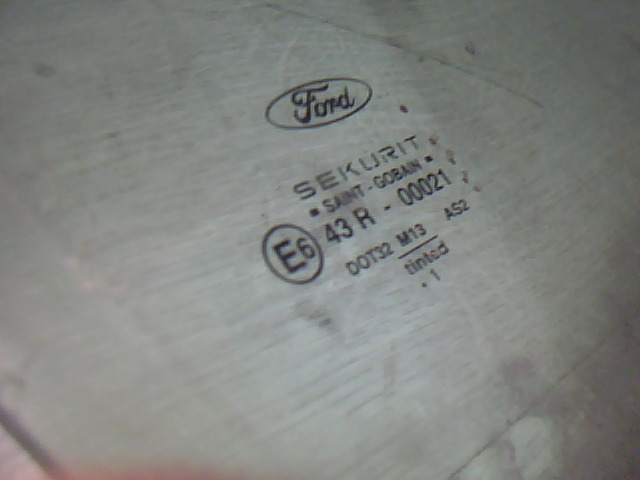 Ford
SEKURIT
SAINT-GOBAIN
E6 43 R - 00021
DOT32 M13 AS2
tinted
. 1